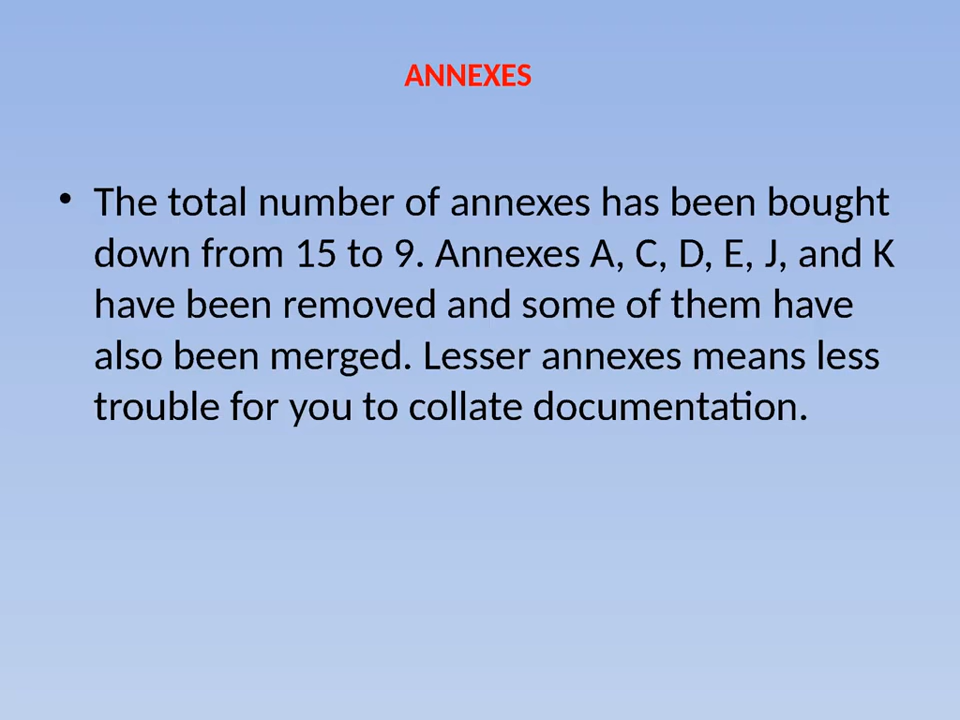 ANNEXES
• The total number of annexes has been bought
down from 15 to 9. Annexes A, C, D, E, J, and K
have been removed and some of them have
also been merged. Lesser annexes means less
trouble for you to collate documentation.